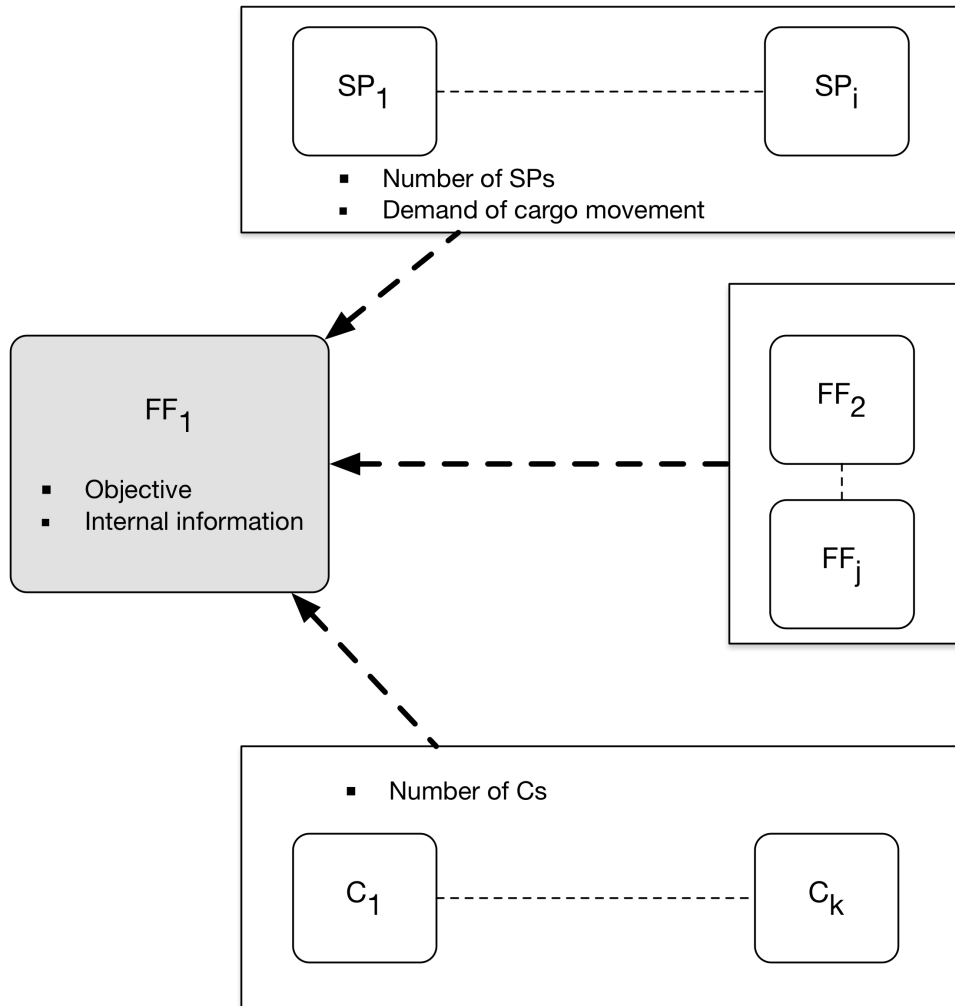 SP₁ SPᵢ
▪ Number of SPs
▪ Demand of cargo movement
FF₁
▪ Objective
▪ Internal information
FF₂
FFⱼ
▪ Number of Cs
C₁ Cₖ